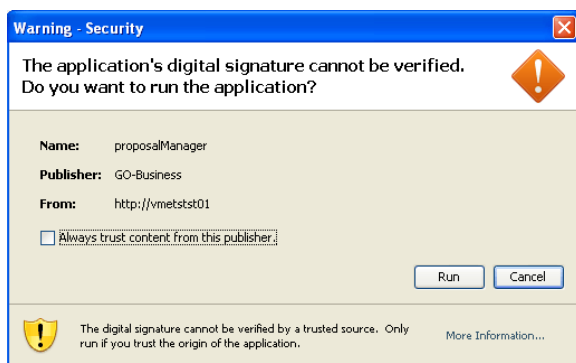 Warning - Security
The application's digital signature cannot be verified.
Do you want to run the application?
Name: proposalManager
Publisher: GO-Business
From: http://vmetstst01
Always trust content from this publisher.
Run Cancel
The digital signature cannot be verified by a trusted source. Only
run if you trust the origin of the application.
More Information...